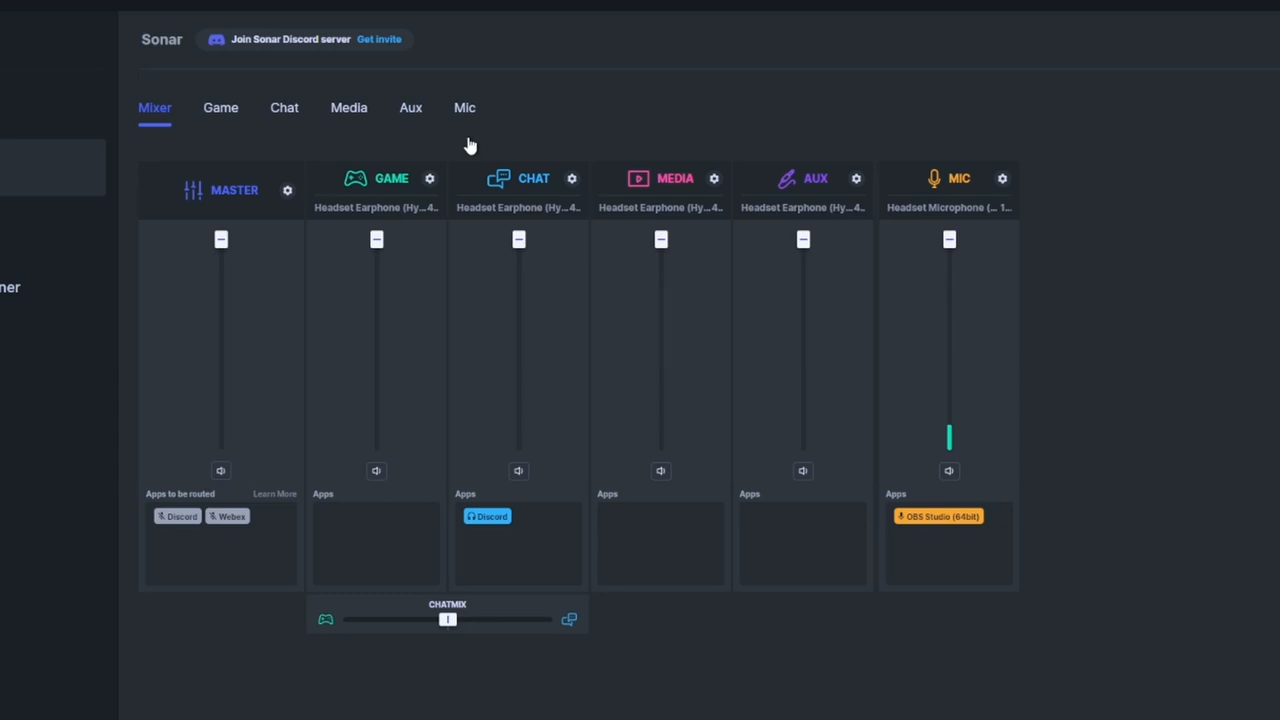 Sonar
Join Sonar Discord server Get invite
Mixer Game Chat Media Aux Mic
ner
MASTER GAME CHAT MEDIA AUX MIC
Headset Earphone (Hy...4.. Headset Earphone (Hy...4.. Headset Earphone (Hy...4.. Headset Earphone (Hy...4.. Headset Microphone (... 1...
Apps to be routed Learn More Apps Apps Apps Apps Apps
Discord Webex Discord OBS Studio (64bit)
CHATMIX